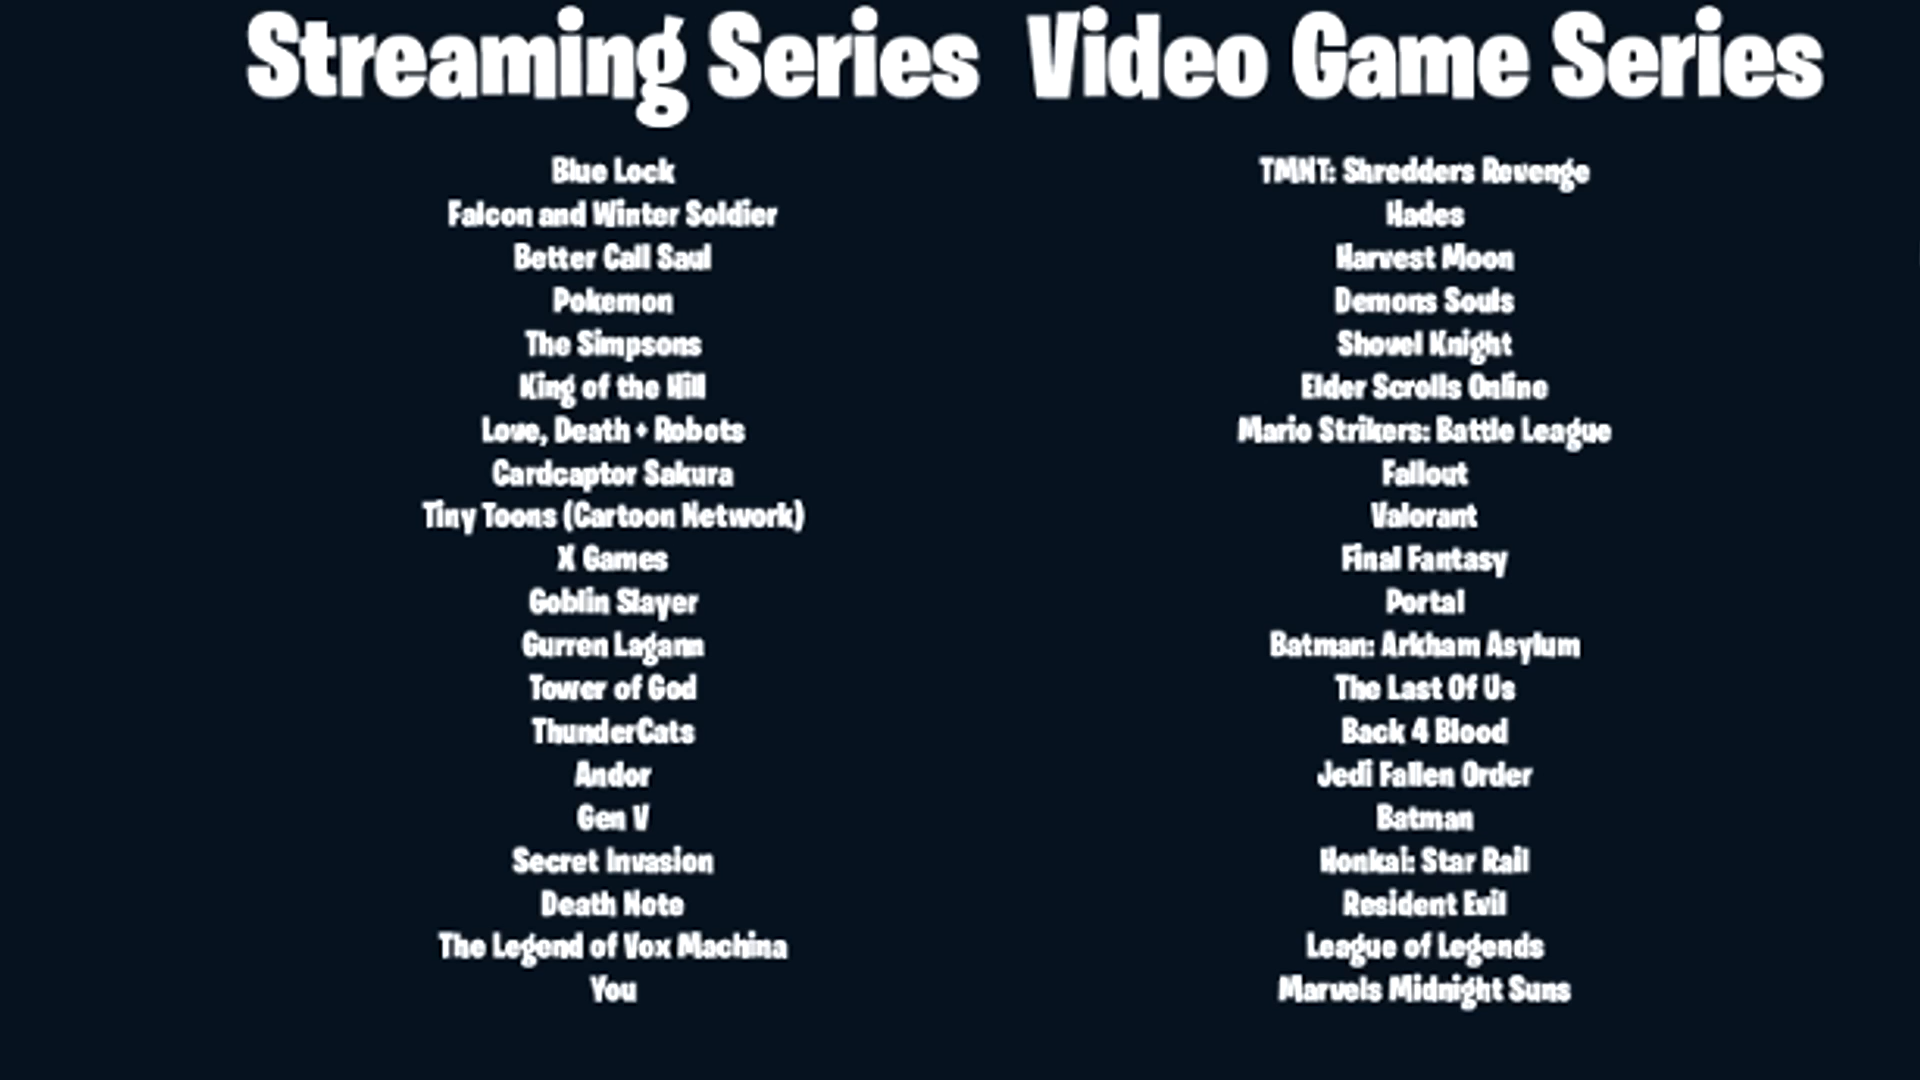 Streaming Series
Blue Lock
Falcon and Winter Soldier
Better Call Saul
Pokemon
The Simpsons
King of the Hill
Love, Death + Robots
Cardcaptor Sakura
Tiny Toons (Cartoon Network)
X Games
Goblin Slayer
Gurren Lagann
Tower of God
ThunderCats
Andor
Gen V
Secret Invasion
Death Note
The Legend of Vox Machina
You
Video Game Series
TMNT: Shredders Revenge
Hades
Harvest Moon
Demons Souls
Shovel Knight
Elder Scrolls Online
Mario Strikers: Battle League
Fallout
Valorant
Final Fantasy
Portal
Batman: Arkham Asylum
The Last Of Us
Back 4 Blood
Jedi Fallen Order
Batman
Honkai: Star Rail
Resident Evil
League of Legends
Marvels Midnight Suns